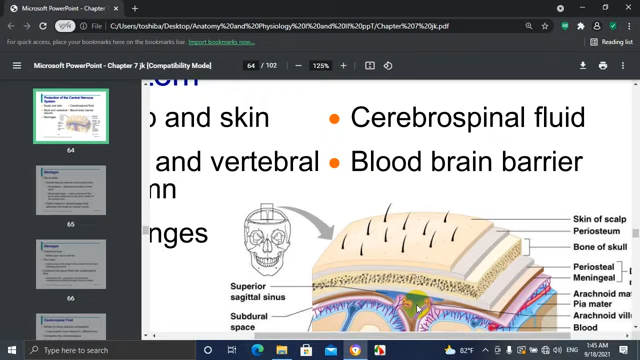 Microsoft PowerPoint - Chapter 7 jk
File | C:/Users/toshiba/Desktop/Anatomy%20and%20Physiology%20I%20and%20II%20ppT/Chapter%207%20jk.pdf
For quick access, place your bookmarks here on the bookmarks bar. Import bookmarks now...
Reading list
Microsoft PowerPoint - Chapter 7 jk [Compatibility Mode]
64 / 102
125%
Protection of the Central Nervous System
64
Meninges
65
Meninges
66
Cerebrospinal Fluid
and skin
Cerebrospinal fluid
and vertebral
Blood brain barrier
mn
nges
Skin of scalp
Periosteum
Bone of skull
Periosteal
Meningeal
Superior
sagittal sinus
Arachnoid ma
Pia mater
Arachnoid vill
Subdural
space
Blood
Type here to search
82°F
1:45 AM
9/18/2021